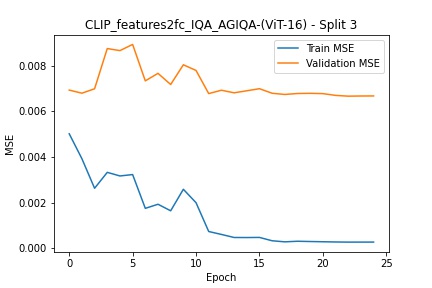 CLIP_features2fc_IQA_AGIQA-(ViT-16) - Split 3
Train MSE
Validation MSE
MSE
0.008
0.006
0.004
0.002
0.000
0 5 10 15 20 25
Epoch